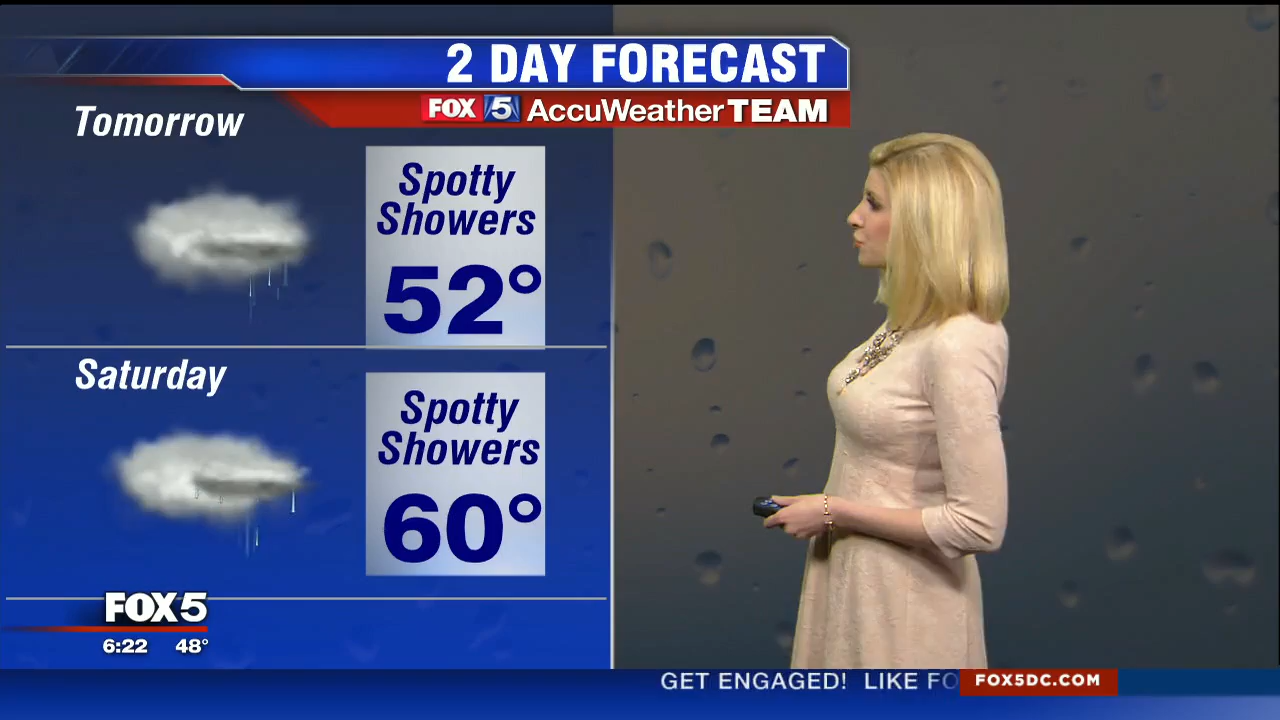 2 DAY FORECAST
FOX 5 AccuWeather TEAM
Tomorrow
Spotty
Showers
52°
Saturday
Spotty
Showers
60°
FOX 5
6:22 48°
GET ENGAGED! LIKE FO
FOX5DC.COM